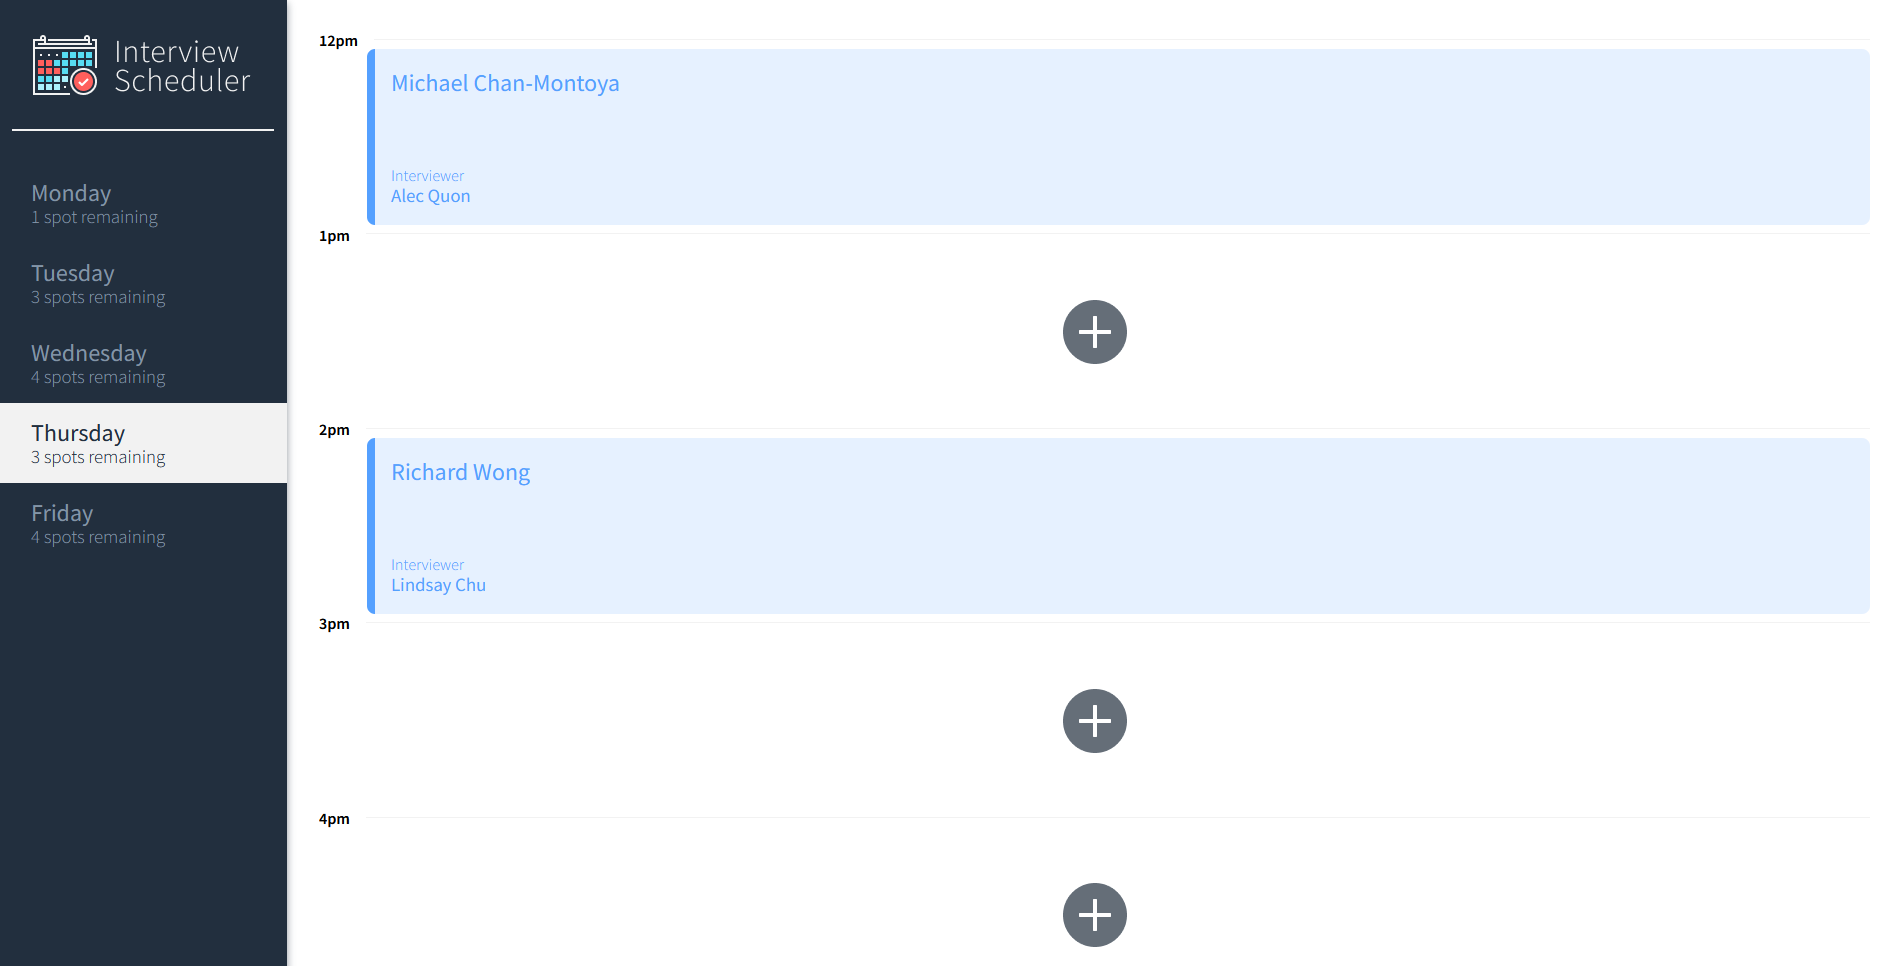 Interview
Scheduler
Monday
1 spot remaining
Tuesday
3 spots remaining
Wednesday
4 spots remaining
Thursday
3 spots remaining
Friday
4 spots remaining
12pm
Michael Chan-Montoya
Interviewer
Alec Quon
1pm
2pm
Richard Wong
Interviewer
Lindsay Chu
3pm
4pm